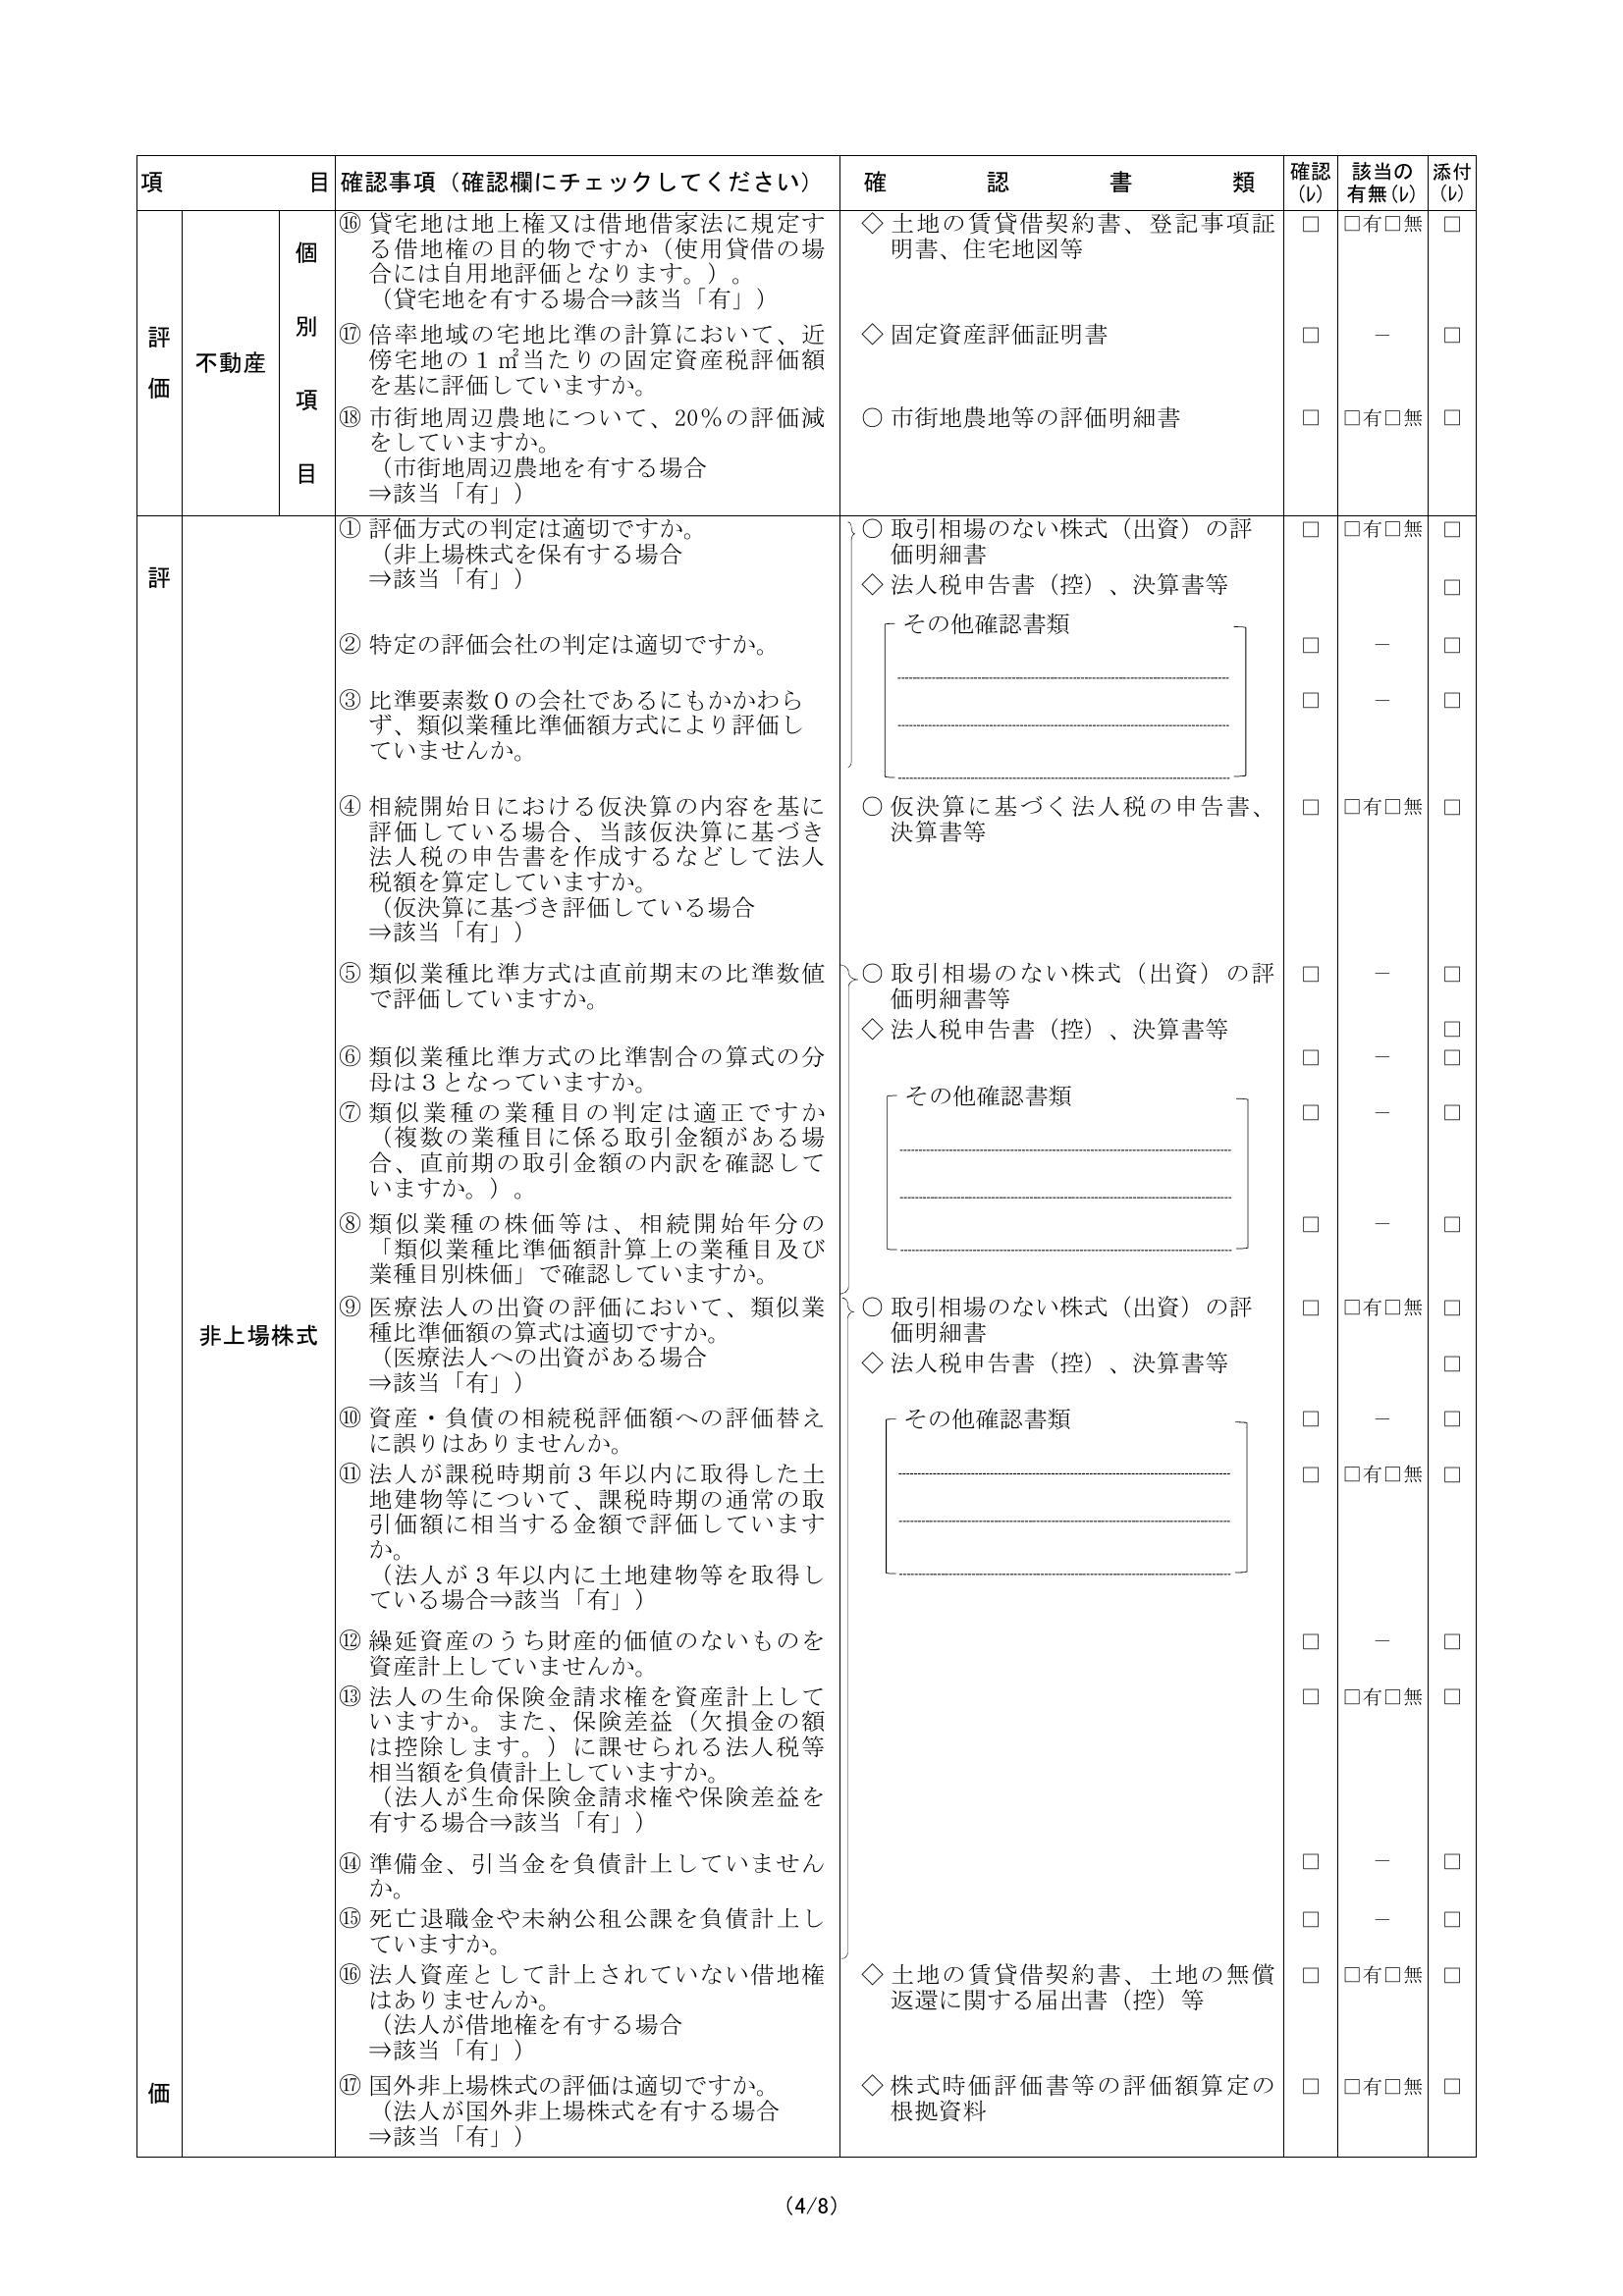 項　目 確認事項（確認欄にチェックしてください） 確　認　書　類 確認(レ) 該当の有無(レ) 添付(レ)
評価
不動産
個別項目
⑯ 貸宅地は地上権又は借地借家法に規定す
る借地権の目的物ですか（使用貸借の場
合には自用地評価となります。）。
（貸宅地を有する場合⇒該当「有」）
◇ 土地の賃貸借契約書、登記事項証
明書、住宅地図等
□ □有□無 □
⑰ 倍率地域の宅地比準の計算において、近
傍宅地の１㎡当たりの固定資産税評価額
を基に評価していますか。
◇ 固定資産評価証明書
□ － □
⑱ 市街地周辺農地について、20％の評価減
をしていますか。
（市街地周辺農地を有する場合
⇒該当「有」）
○ 市街地農地等の評価明細書
□ □有□無 □
評価
非上場株式
① 評価方式の判定は適切ですか。
（非上場株式を保有する場合
⇒該当「有」）
○ 取引相場のない株式（出資）の評
価明細書
□ □有□無 □
◇ 法人税申告書（控）、決算書等
□
その他確認書類
② 特定の評価会社の判定は適切ですか。
□ － □
③ 比準要素数０の会社であるにもかかわら
ず、類似業種比準価額方式により評価し
ていませんか。
□ － □
④ 相続開始日における仮決算の内容を基に
評価している場合、当該仮決算に基づき
法人税の申告書を作成するなどして法人
税額を算定していますか。
（仮決算に基づき評価している場合
⇒該当「有」）
○ 仮決算に基づく法人税の申告書、
決算書等
□ □有□無 □
⑤ 類似業種比準方式は直前期末の比準数値
で評価していますか。
○ 取引相場のない株式（出資）の評
価明細書等
□ － □
◇ 法人税申告書（控）、決算書等
□
⑥ 類似業種比準方式の比準割合の算式の分
母は３となっていますか。
□ － □
その他確認書類
⑦ 類似業種の業種目の判定は適正ですか
（複数の業種目に係る取引金額がある場
合、直前期の取引金額の内訳を確認して
いますか。）。
□ － □
⑧ 類似業種の株価等は、相続開始年分の
「類似業種比準価額計算上の業種目及び
業種目別株価」で確認していますか。
□ － □
⑨ 医療法人の出資の評価において、類似業
種比準価額の算式は適切ですか。
（医療法人への出資がある場合
⇒該当「有」）
○ 取引相場のない株式（出資）の評
価明細書
□ □有□無 □
◇ 法人税申告書（控）、決算書等
□
⑩ 資産・負債の相続税評価額への評価替え
に誤りはありませんか。
その他確認書類
□ － □
⑪ 法人が課税時期前３年以内に取得した土
地建物等について、課税時期の通常の取
引価額に相当する金額で評価しています
か。
（法人が３年以内に土地建物等を取得し
ている場合⇒該当「有」）
□ □有□無 □
⑫ 繰延資産のうち財産的価値のないものを
資産計上していませんか。
□ － □
⑬ 法人の生命保険金請求権を資産計上して
いますか。また、保険差益（欠損金の額
は控除します。）に課せられる法人税等
相当額を負債計上していますか。
（法人が生命保険金請求権や保険差益を
有する場合⇒該当「有」）
□ □有□無 □
⑭ 準備金、引当金を負債計上していません
か。
□ － □
⑮ 死亡退職金や未納公租公課を負債計上し
ていますか。
□ － □
⑯ 法人資産として計上されていない借地権
はありませんか。
（法人が借地権を有する場合
⇒該当「有」）
◇ 土地の賃貸借契約書、土地の無償
返還に関する届出書（控）等
□ □有□無 □
⑰ 国外非上場株式の評価は適切ですか。
（法人が国外非上場株式を有する場合
⇒該当「有」）
◇ 株式時価評価書等の評価額算定の
根拠資料
□ □有□無 □
（4/8）